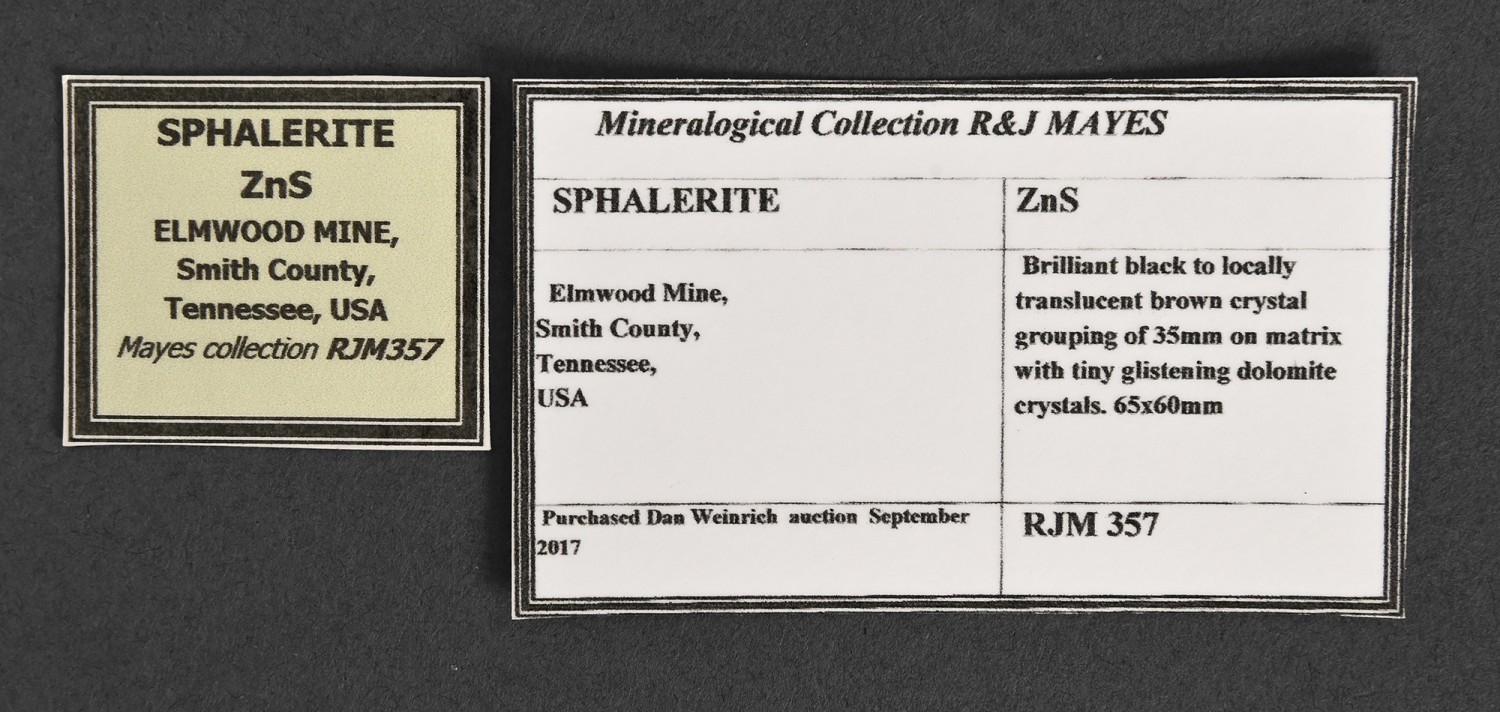 SPHALERITE
ZnS
ELMWOOD MINE,
Smith County,
Tennessee, USA
Mayes collection RJM357
Mineralogical Collection R&J MAYES
SPHALERITE
ZnS
Elmwood Mine,
Smith County,
Tennessee,
USA
Brilliant black to locally
translucent brown crystal
grouping of 35mm on matrix
with tiny glistening dolomite
crystals. 65x60mm
Purchased Dan Weinrich auction September
2017
RJM 357